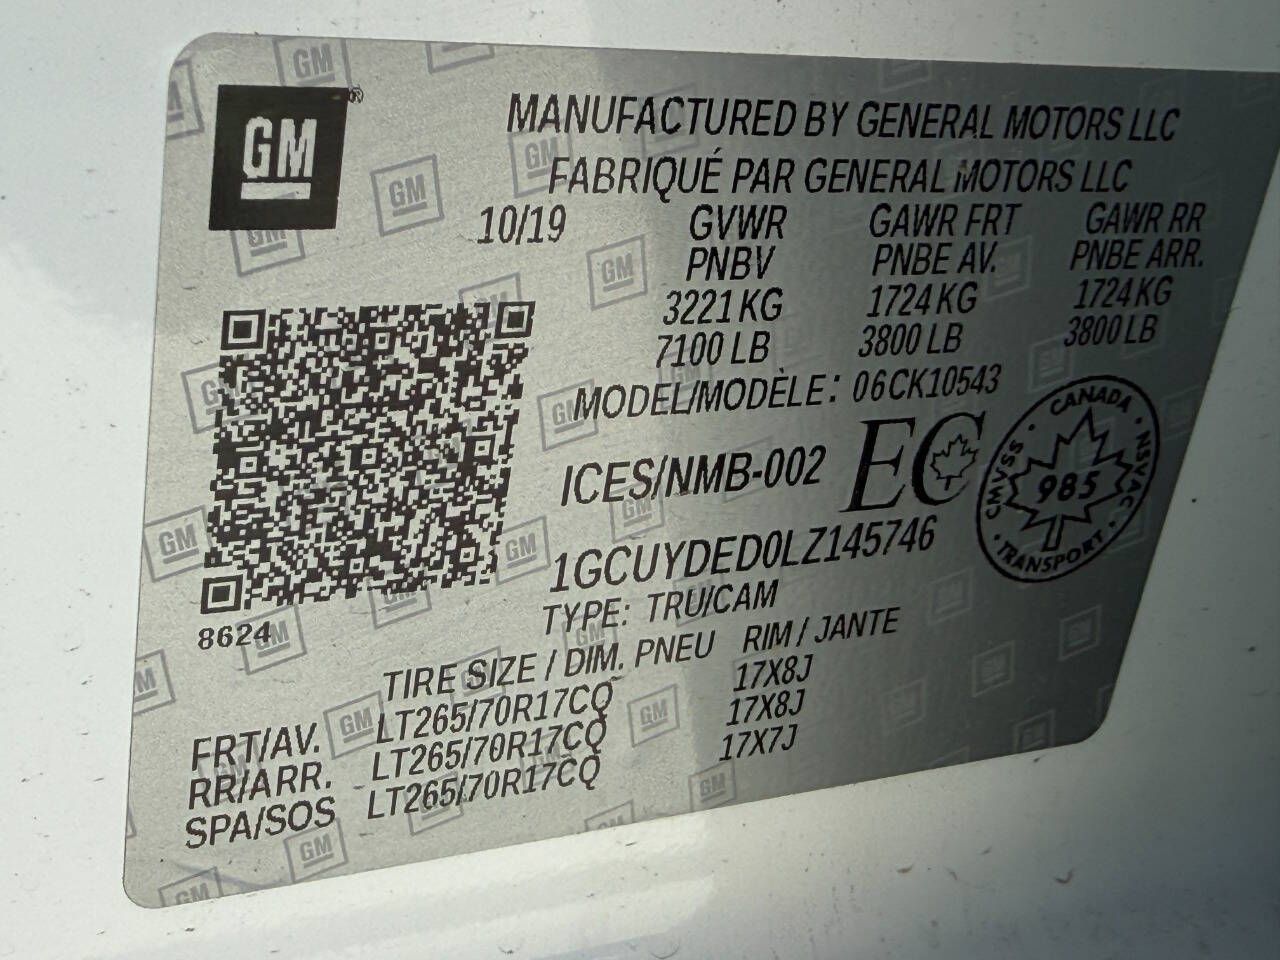 GM®
MANUFACTURED BY GENERAL MOTORS LLC
FABRIQUÉ PAR GENERAL MOTORS LLC
10/19 GVWR GAWR FRT GAWR RR
PNBV PNBE AV. PNBE ARR.
3221 KG 1724 KG 1724 KG
7100 LB 3800 LB 3800 LB
MODEL/MODÈLE: 06CK10543
ICES/NMB-002 EC
CANADA · NSVAC · TRANSPORT · CMVSS ·
985
1GCUYDED0LZ145746
TYPE: TRU/CAM
8624
TIRE SIZE / DIM. PNEU RIM / JANTE
FRT/AV. LT265/70R17CQ 17X8J
RR/ARR. LT265/70R17CQ 17X8J
SPA/SOS LT265/70R17CQ 17X7J